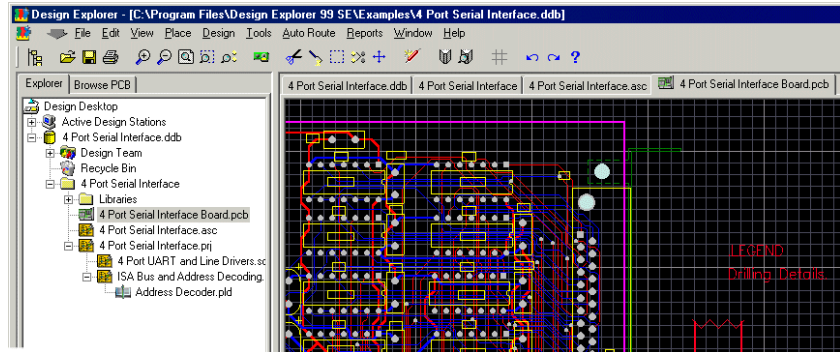 Design Explorer - [C:\Program Files\Design Explorer 99 SE\Examples\4 Port Serial Interface.ddb]
File Edit View Place Design Tools Auto Route Reports Window Help
Explorer Browse PCB
4 Port Serial Interface.ddb 4 Port Serial Interface 4 Port Serial Interface.asc 4 Port Serial Interface Board.pcb
Design Desktop
Active Design Stations
4 Port Serial Interface.ddb
Design Team
Recycle Bin
4 Port Serial Interface
Libraries
4 Port Serial Interface Board.pcb
4 Port Serial Interface.asc
4 Port Serial Interface.prj
4 Port UART and Line Drivers.sc
ISA Bus and Address Decoding.
Address Decoder.pld
LEGEND
Drilling Details